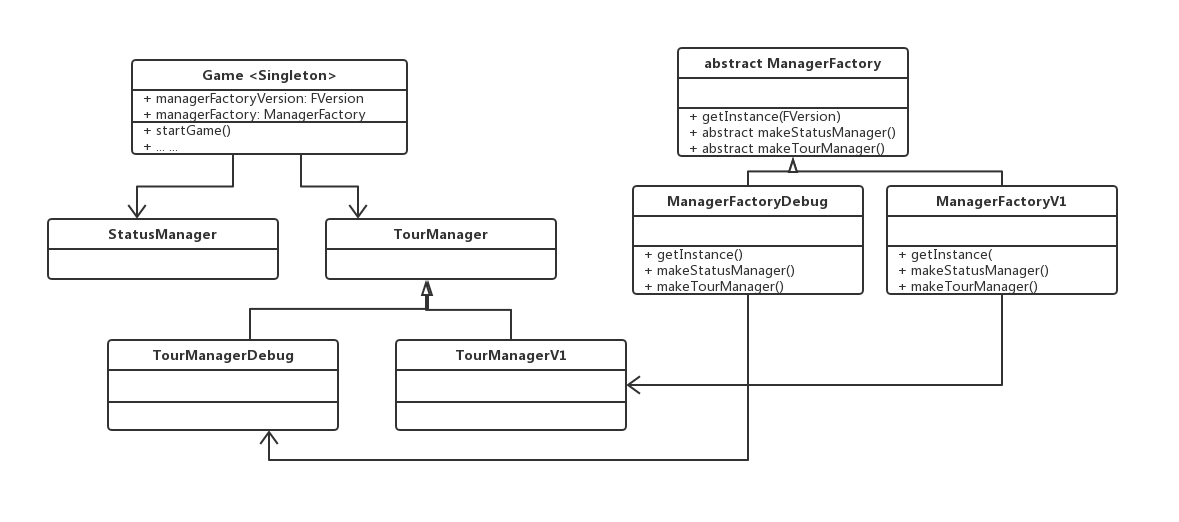 Game <Singleton>
+ managerFactoryVersion: FVersion
+ managerFactory: ManagerFactory
+ startGame()
+ ... ...
abstract ManagerFactory
+ getInstance(FVersion)
+ abstract makeStatusManager()
+ abstract makeTourManager()
StatusManager
TourManager
ManagerFactoryDebug
+ getInstance()
+ makeStatusManager()
+ makeTourManager()
ManagerFactoryV1
+ getInstance(
+ makeStatusManager()
+ makeTourManager()
TourManagerDebug
TourManagerV1